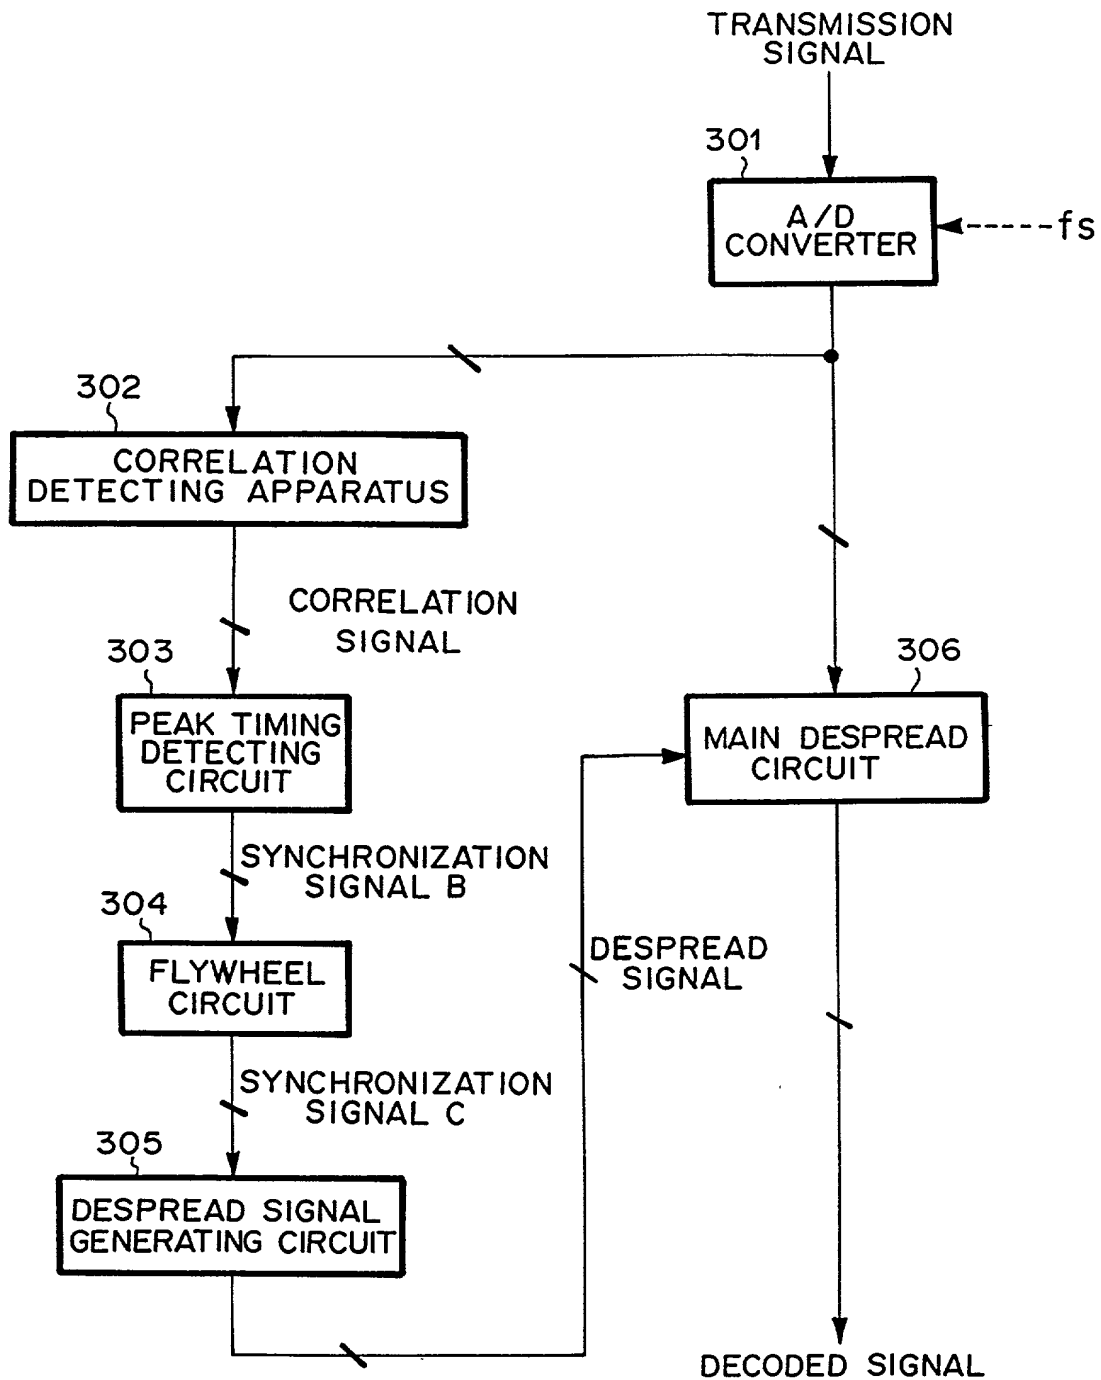 TRANSMISSION
SIGNAL
301
A/D
CONVERTER
fs
302
CORRELATION
DETECTING APPARATUS
CORRELATION
SIGNAL
303
PEAK TIMING
DETECTING
CIRCUIT
306
MAIN DESPREAD
CIRCUIT
SYNCHRONIZATION
SIGNAL B
304
FLYWHEEL
CIRCUIT
DESPREAD
SIGNAL
SYNCHRONIZATION
SIGNAL C
305
DESPREAD SIGNAL
GENERATING CIRCUIT
DECODED SIGNAL